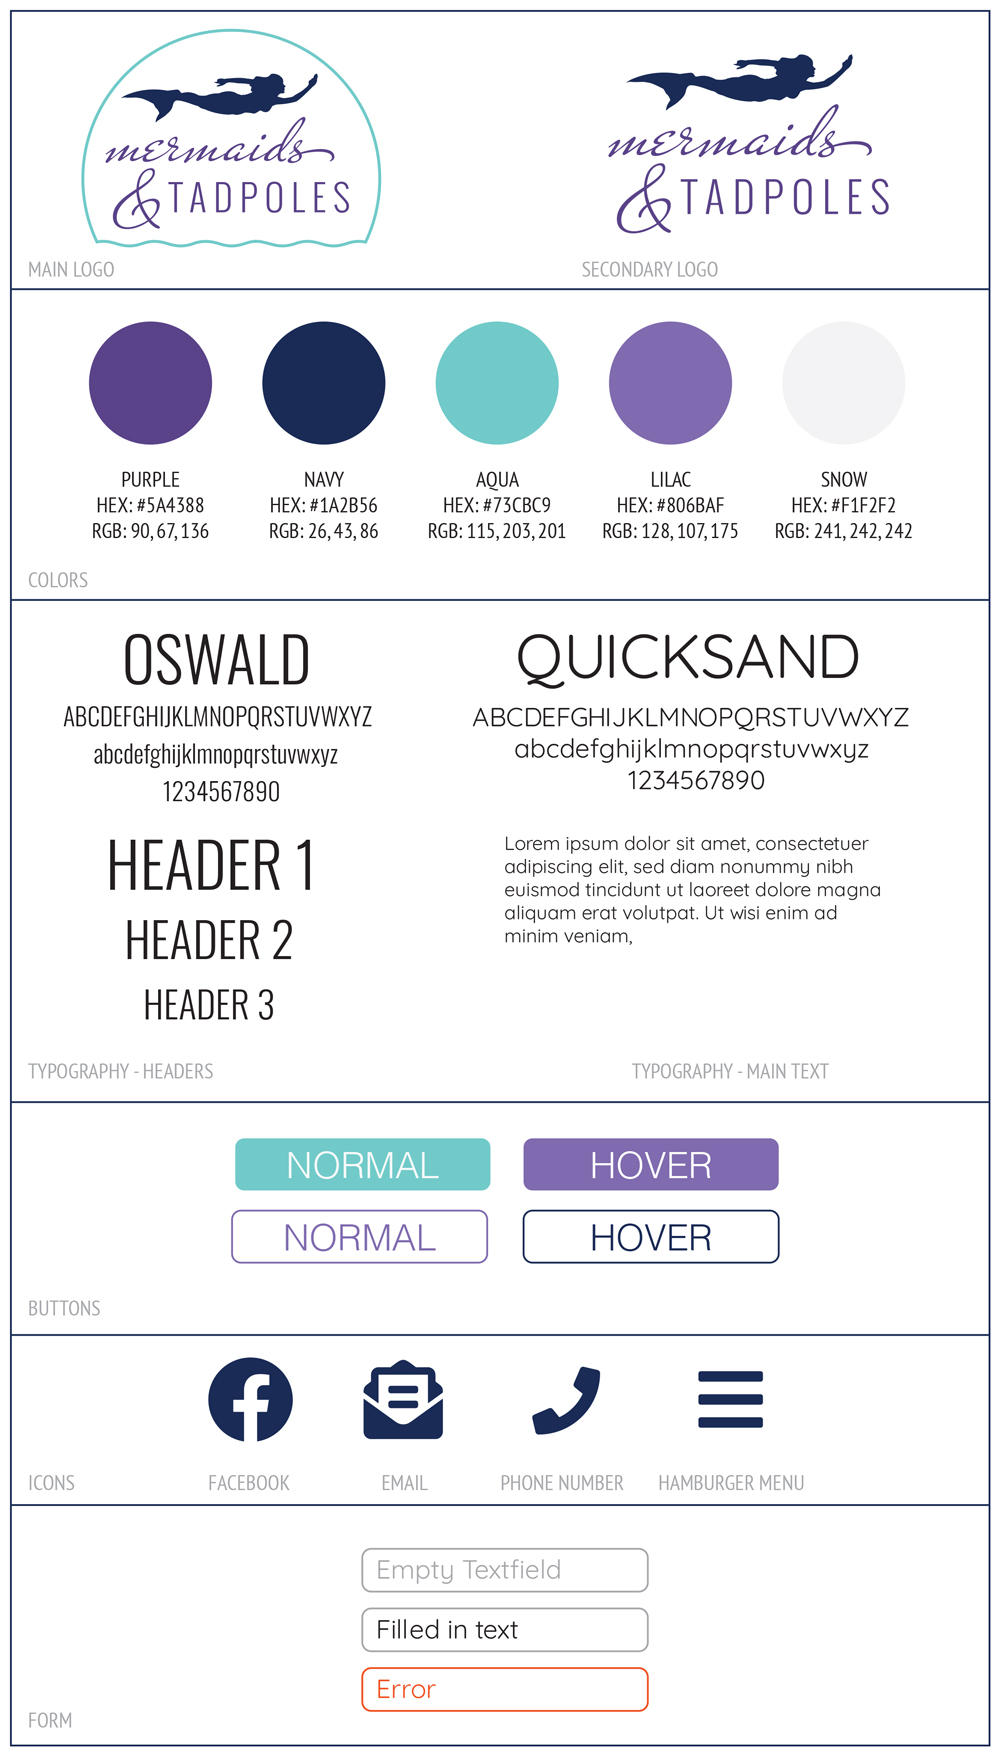 mermaids
& TADPOLES
MAIN LOGO
mermaids
& TADPOLES
SECONDARY LOGO
PURPLE
HEX: #5A4388
RGB: 90, 67, 136
NAVY
HEX: #1A2B56
RGB: 26, 43, 86
AQUA
HEX: #73CBC9
RGB: 115, 203, 201
LILAC
HEX: #806BAF
RGB: 128, 107, 175
SNOW
HEX: #F1F2F2
RGB: 241, 242, 242
COLORS
OSWALD
ABCDEFGHIJKLMNOPQRSTUVWXYZ
abcdefghijklmnopqrstuvwxyz
1234567890
HEADER 1
HEADER 2
HEADER 3
TYPOGRAPHY - HEADERS
QUICKSAND
ABCDEFGHIJKLMNOPQRSTUVWXYZ
abcdefghijklmnopqrstuvwxyz
1234567890
Lorem ipsum dolor sit amet, consectetuer
adipiscing elit, sed diam nonummy nibh
euismod tincidunt ut laoreet dolore magna
aliquam erat volutpat. Ut wisi enim ad
minim veniam,
TYPOGRAPHY - MAIN TEXT
NORMAL
HOVER
NORMAL
HOVER
BUTTONS
ICONS
FACEBOOK
EMAIL
PHONE NUMBER
HAMBURGER MENU
Empty Textfield
Filled in text
Error
FORM